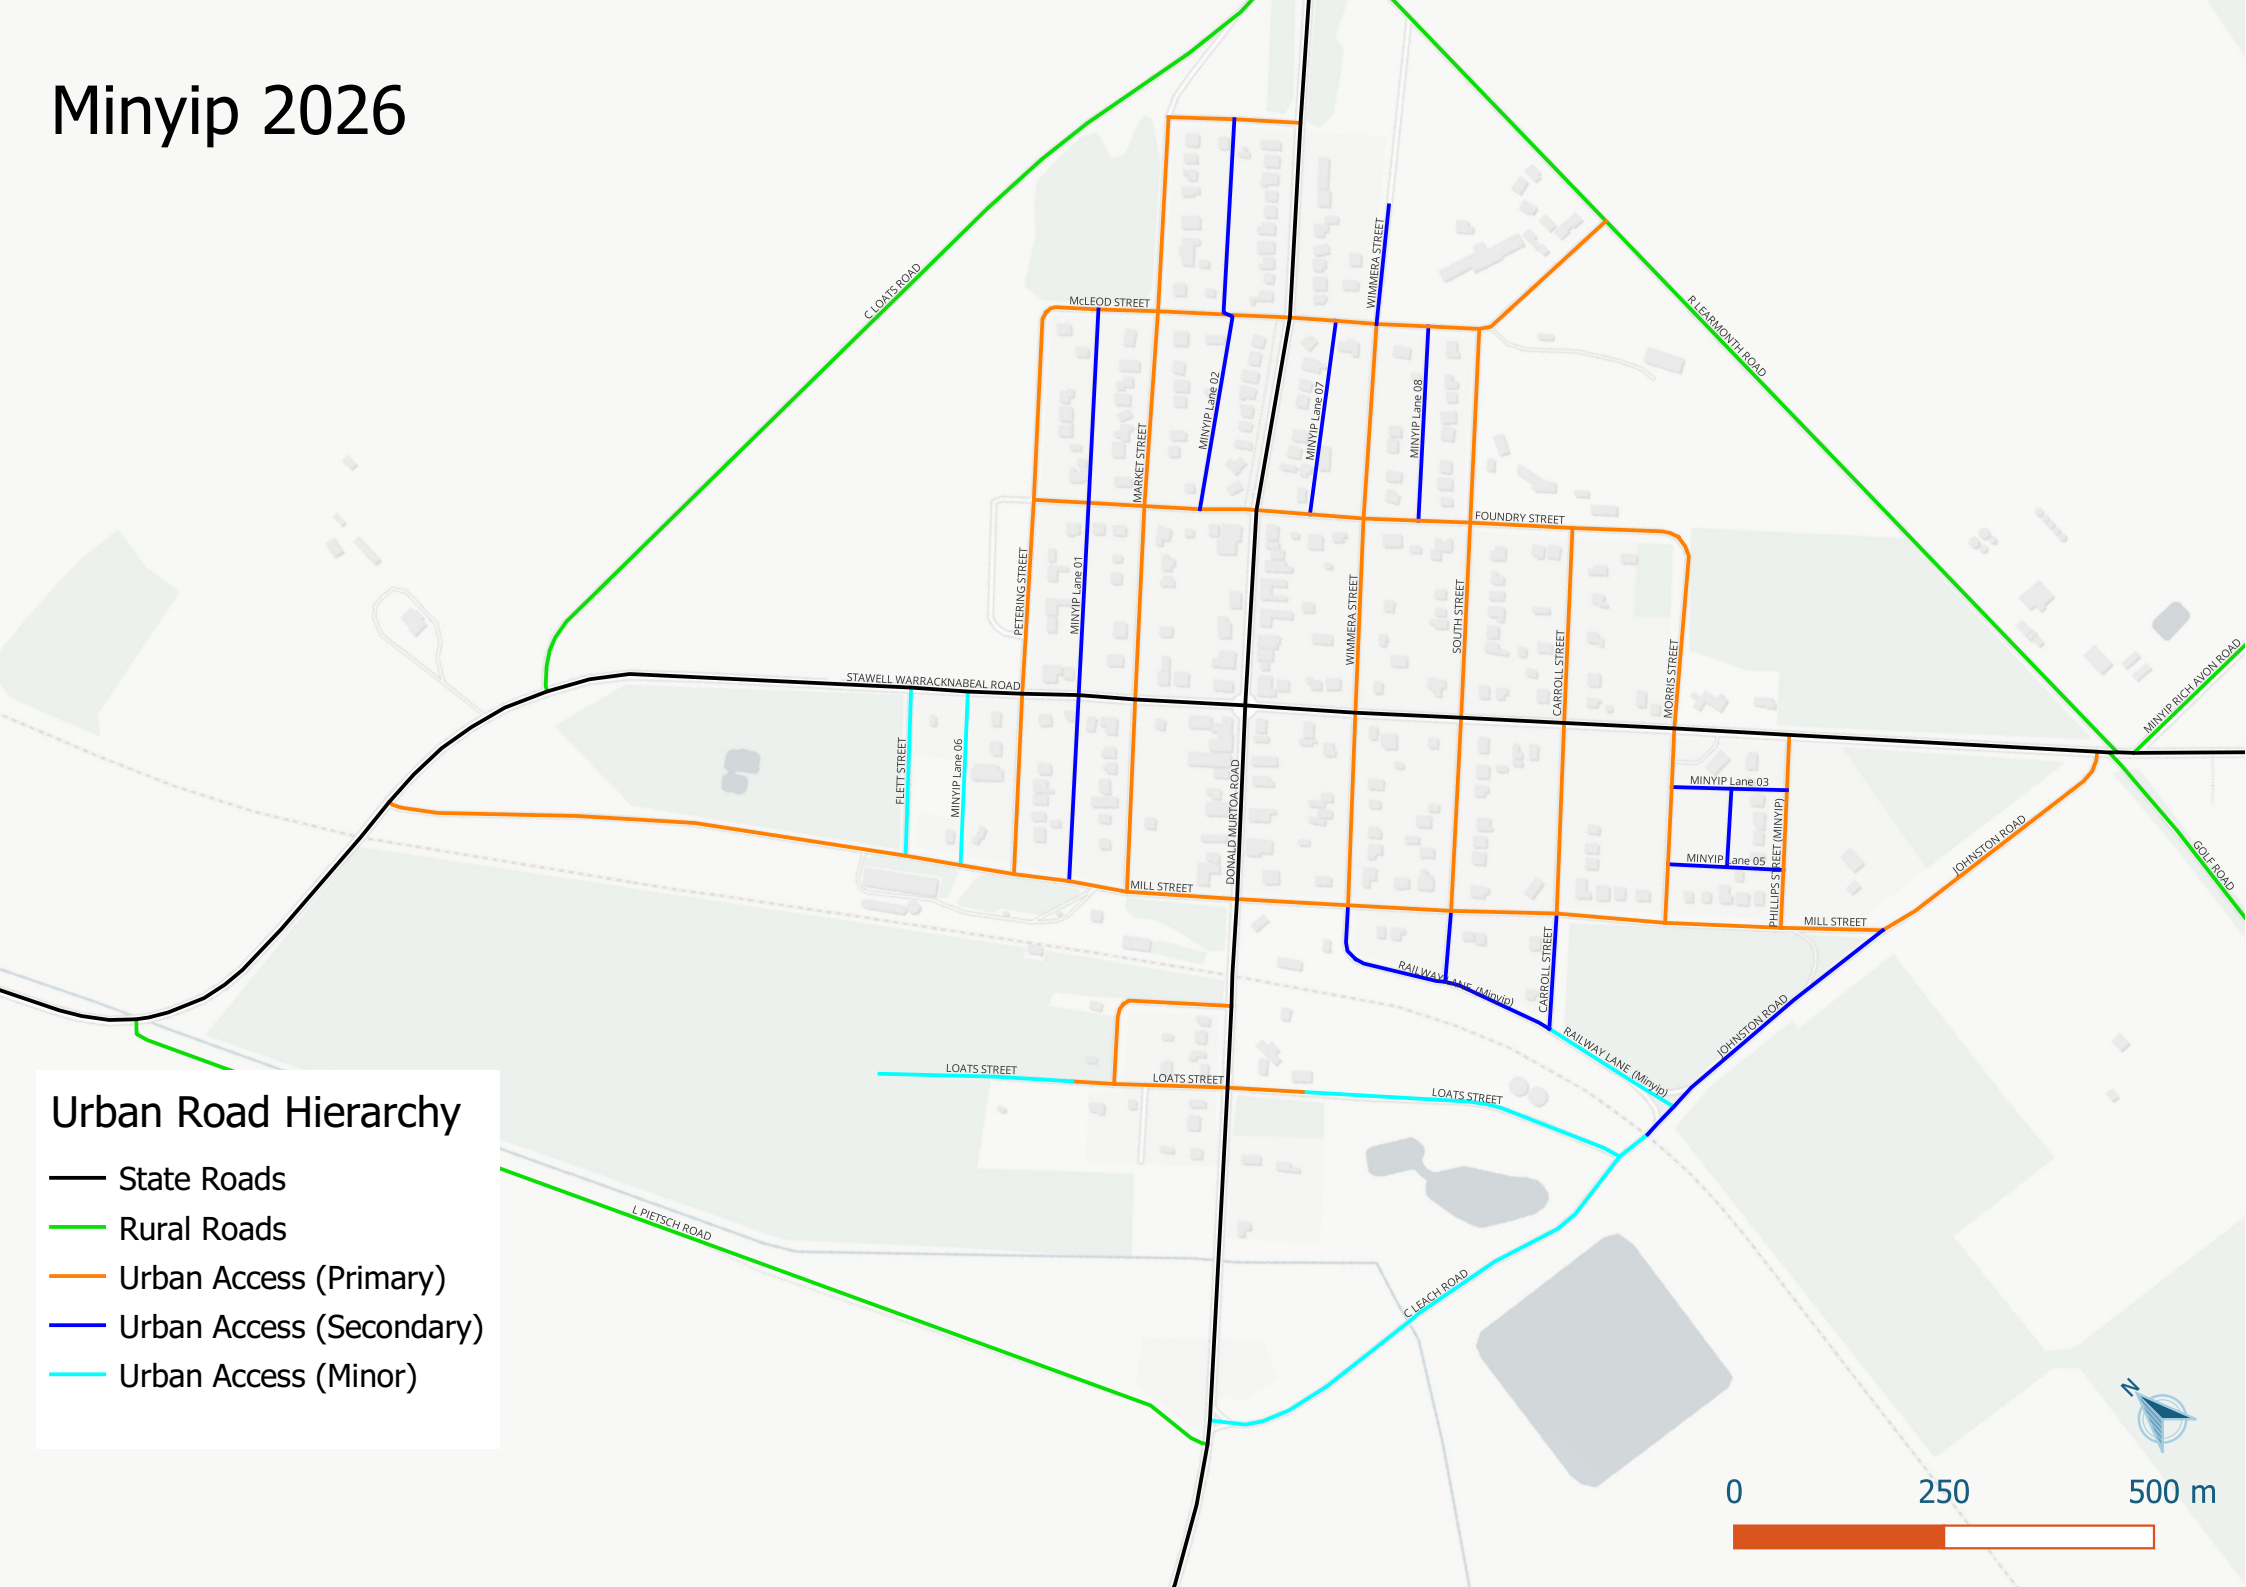 Minyip 2026
C LOATS ROAD
McLEOD STREET
WIMMERA STREET
R LEARMONTH ROAD
MINYIP Lane 02
MINYIP Lane 07
MINYIP Lane 08
MARKET STREET
FOUNDRY STREET
PETERING STREET
MINYIP Lane 01
WIMMERA STREET
SOUTH STREET
CARROLL STREET
MORRIS STREET
MINYIP RICH AVON ROAD
STAWELL WARRACKNABEAL ROAD
FLETT STREET
MINYIP Lane 06
DONALD MURTOA ROAD
MINYIP Lane 03
MINYIP Lane 05
PHILLIPS STREET (MINYIP)
JOHNSTON ROAD
GOLF ROAD
MILL STREET
MILL STREET
RAILWAY LANE (Minyip)
CARROLL STREET
JOHNSTON ROAD
RAILWAY LANE (Minyip)
LOATS STREET
LOATS STREET
LOATS STREET
L PIETSCH ROAD
C LEACH ROAD
Urban Road Hierarchy
State Roads
Rural Roads
Urban Access (Primary)
Urban Access (Secondary)
Urban Access (Minor)
N
0 250 500 m